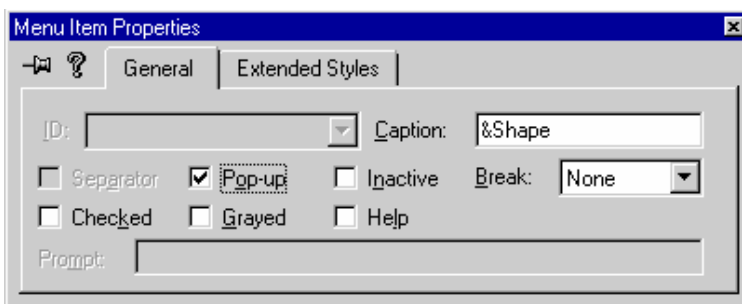 Menu Item Properties
General Extended Styles
ID: Caption: &Shape
Separator Pop-up Inactive Break: None
Checked Grayed Help
Prompt: